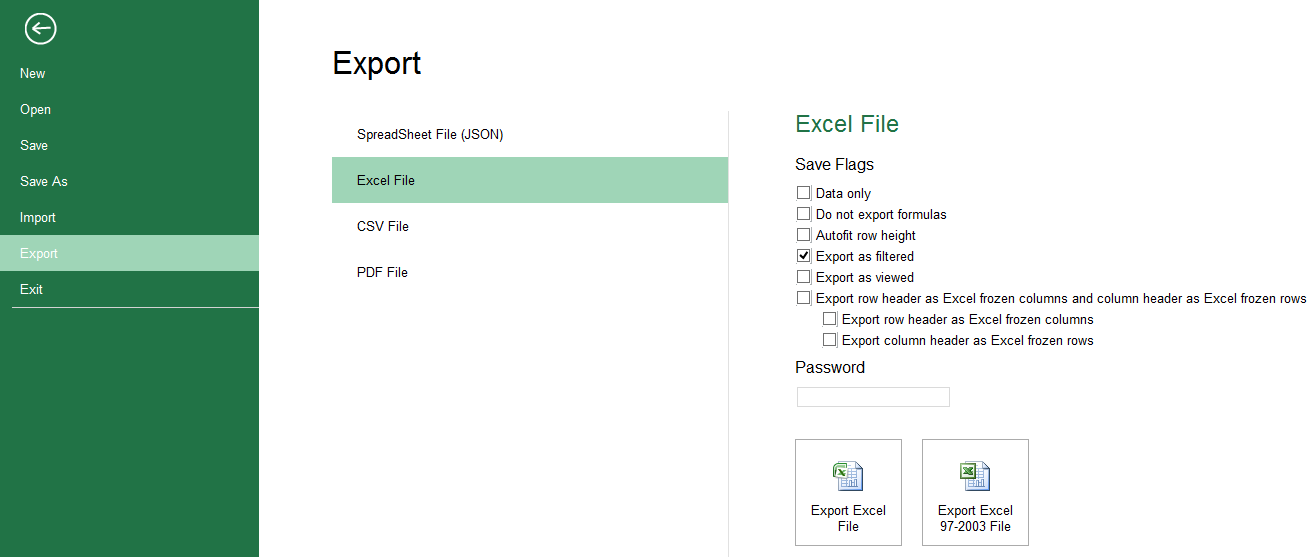 New
Open
Save
Save As
Import
Export
Exit
Export
SpreadSheet File (JSON)
Excel File
CSV File
PDF File
Excel File
Save Flags
Data only
Do not export formulas
Autofit row height
Export as filtered
Export as viewed
Export row header as Excel frozen columns and column header as Excel frozen rows
Export row header as Excel frozen columns
Export column header as Excel frozen rows
Password
Export Excel
File
Export Excel
97-2003 File